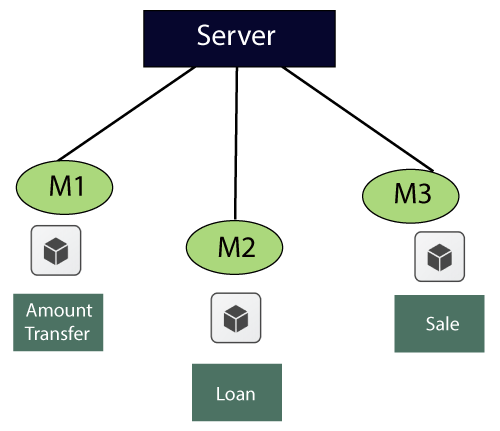 Server
M1
M2
M3
Amount
Transfer
Loan
Sale